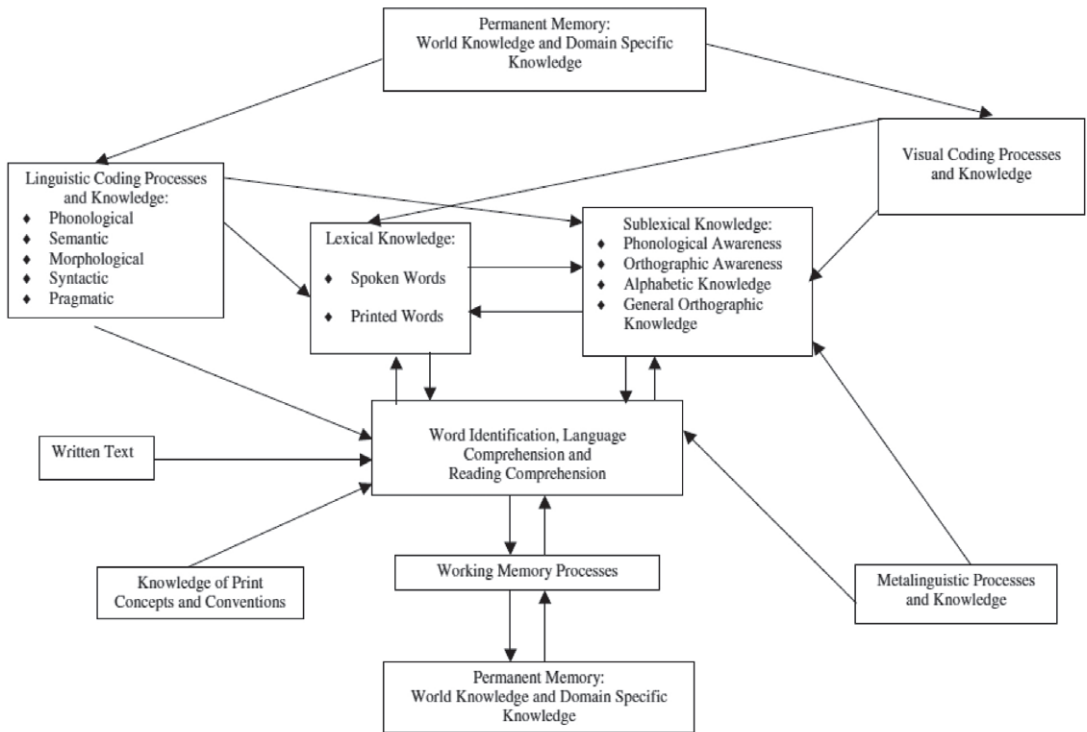 Permanent Memory:
World Knowledge and Domain Specific
Knowledge
Visual Coding Processes
and Knowledge
Linguistic Coding Processes
and Knowledge:
♦ Phonological
♦ Semantic
♦ Morphological
♦ Syntactic
♦ Pragmatic
Lexical Knowledge:
♦ Spoken Words
♦ Printed Words
Sublexical Knowledge:
♦ Phonological Awareness
♦ Orthographic Awareness
♦ Alphabetic Knowledge
♦ General Orthographic
Knowledge
Word Identification, Language
Comprehension and
Reading Comprehension
Written Text
Knowledge of Print
Concepts and Conventions
Working Memory Processes
Metalinguistic Processes
and Knowledge
Permanent Memory:
World Knowledge and Domain Specific
Knowledge